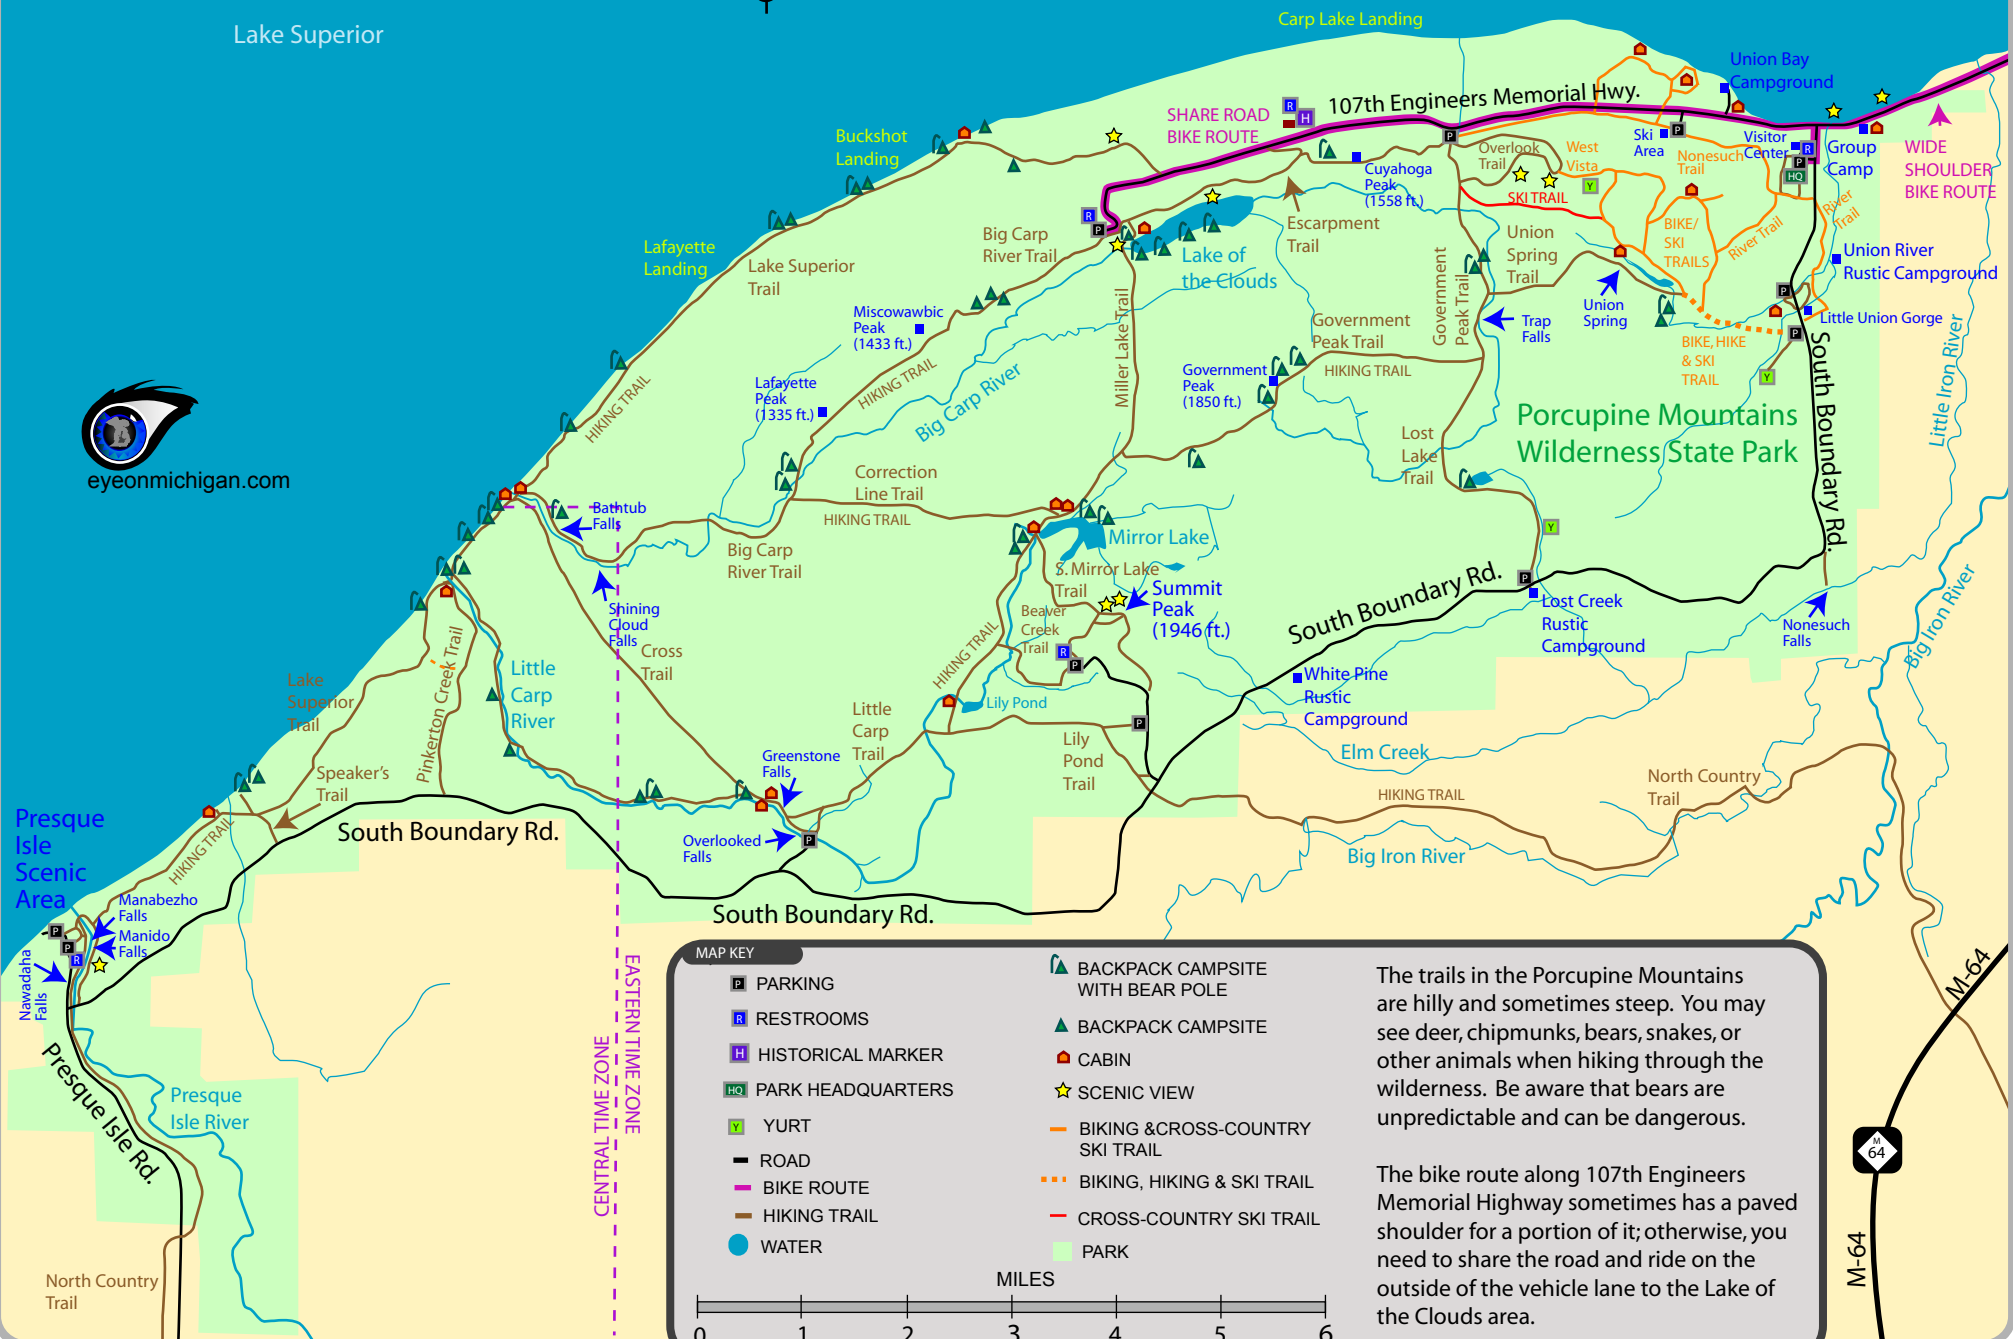 Lake Superior
Carp Lake Landing
Union Bay
Campground
107th Engineers Memorial Hwy.
SHARE ROAD
BIKE ROUTE
R
H
P
Buckshot
Landing
Cuyahoga
Peak
(1558 ft.)
Overlook
Trail
West
Vista
Ski
Area
P
Nonesuch
Trail
Visitor
Center
R
P
HQ
Group
Camp
WIDE
SHOULDER
BIKE ROUTE
Y
SKI TRAIL
BIKE/
SKI
TRAILS
River Trail
River
Trail
Union River
Rustic Campground
Lafayette
Landing
Lake Superior
Trail
Big Carp
River Trail
R
P
Lake of
the Clouds
Escarpment
Trail
Government
Peak Trail
Union
Spring
Trail
Union
Spring
Trap
Falls
P
Little Union Gorge
P
BIKE, HIKE
& SKI
TRAIL
Y
Little Iron River
Miscowawbic
Peak
(1433 ft.)
Lafayette
Peak
(1335 ft.)
HIKING TRAIL
HIKING TRAIL
Big Carp River
Miller Lake Trail
Government
Peak Trail
HIKING TRAIL
Government
Peak
(1850 ft.)
Lost
Lake
Trail
Porcupine Mountains
Wilderness State Park
South Boundary Rd.
eyeonmichigan.com
Correction
Line Trail
HIKING TRAIL
Bathtub
Falls
Big Carp
River Trail
Shining
Cloud
Falls
Cross
Trail
Mirror Lake
S. Mirror Lake
Trail
Summit
Peak
(1946 ft.)
Beaver
Creek
Trail
R
P
HIKING TRAIL
Lily Pond
Y
P
South Boundary Rd.
Lost Creek
Rustic
Campground
Nonesuch
Falls
Big Iron River
White Pine
Rustic
Campground
Elm Creek
P
Lily
Pond
Trail
HIKING TRAIL
North Country
Trail
Big Iron River
Little
Carp
River
Little
Carp
Trail
Pinkerton Creek Trail
Lake
Superior
Trail
Speaker's
Trail
Greenstone
Falls
Overlooked
Falls
P
South Boundary Rd.
South Boundary Rd.
HIKING TRAIL
Presque
Isle
Scenic
Area
Manabezho
Falls
Manido
Falls
P
P
R
Nawadaha
Falls
Presque Isle Rd.
Presque
Isle River
North Country
Trail
CENTRAL TIME ZONE
EASTERN TIME ZONE
M-64
M
64
M-64
MAP KEY
P PARKING
R RESTROOMS
H HISTORICAL MARKER
HQ PARK HEADQUARTERS
Y YURT
ROAD
BIKE ROUTE
HIKING TRAIL
WATER
BACKPACK CAMPSITE
WITH BEAR POLE
BACKPACK CAMPSITE
CABIN
SCENIC VIEW
BIKING &CROSS-COUNTRY
SKI TRAIL
BIKING, HIKING & SKI TRAIL
CROSS-COUNTRY SKI TRAIL
PARK
MILES
0 1 2 3 4 5 6
The trails in the Porcupine Mountains
are hilly and sometimes steep. You may
see deer, chipmunks, bears, snakes, or
other animals when hiking through the
wilderness. Be aware that bears are
unpredictable and can be dangerous.
The bike route along 107th Engineers
Memorial Highway sometimes has a paved
shoulder for a portion of it; otherwise, you
need to share the road and ride on the
outside of the vehicle lane to the Lake of
the Clouds area.